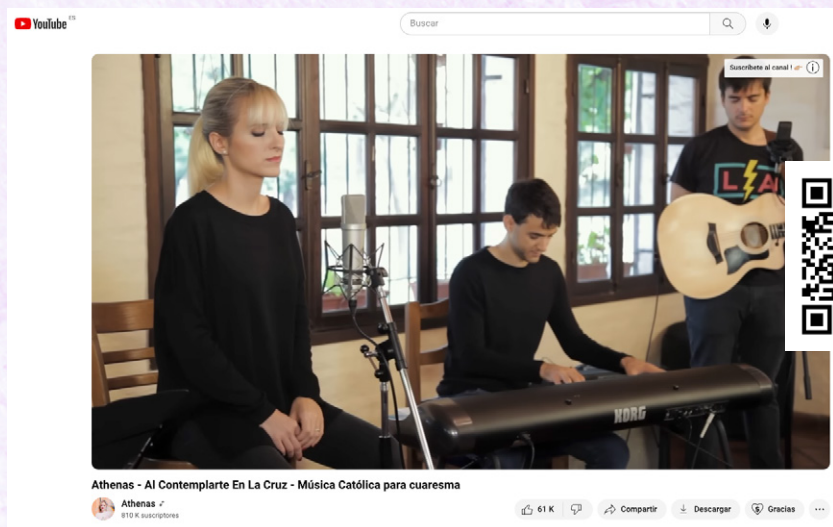 YouTube ES
Buscar
Suscríbete al canal !
L A
KORG
Athenas - Al Contemplarte En La Cruz - Música Católica para cuaresma
Athenas
810 K suscriptores
61 K
Compartir
Descargar
Gracias